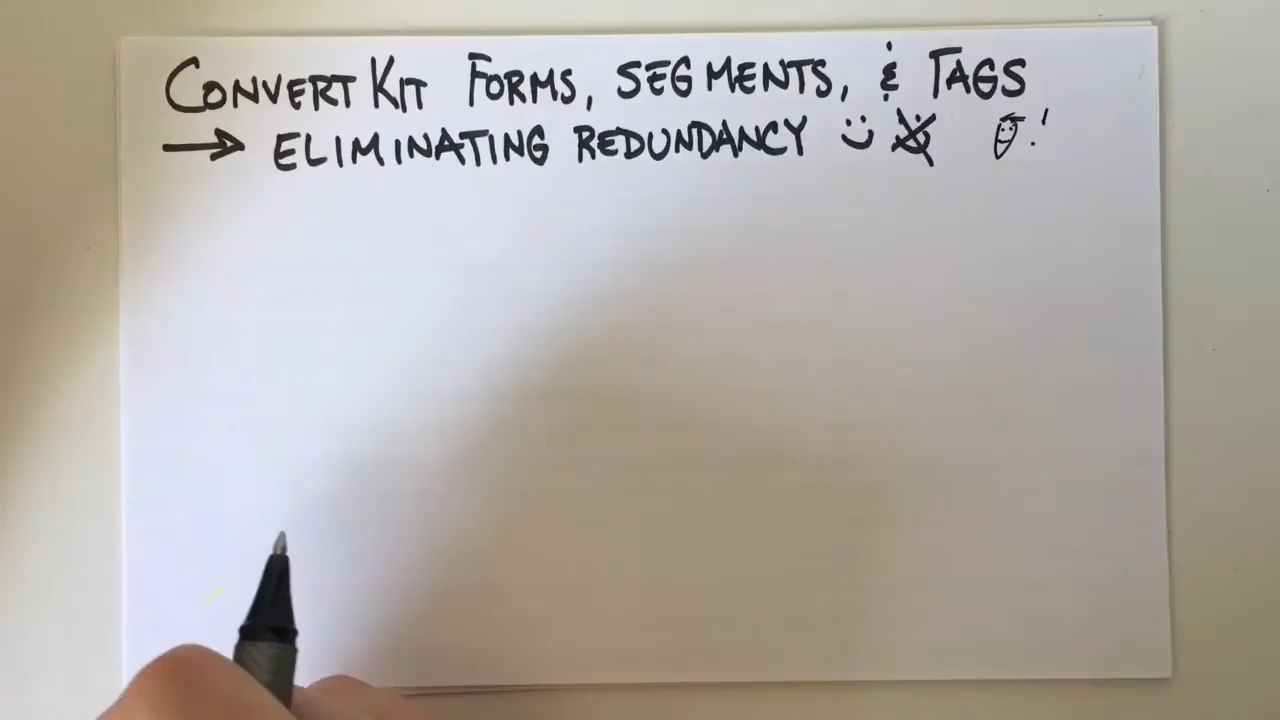 CONVERTKIT FORMS, SEGMENTS, & TAGS
→ ELIMINATING REDUNDANCY :) !